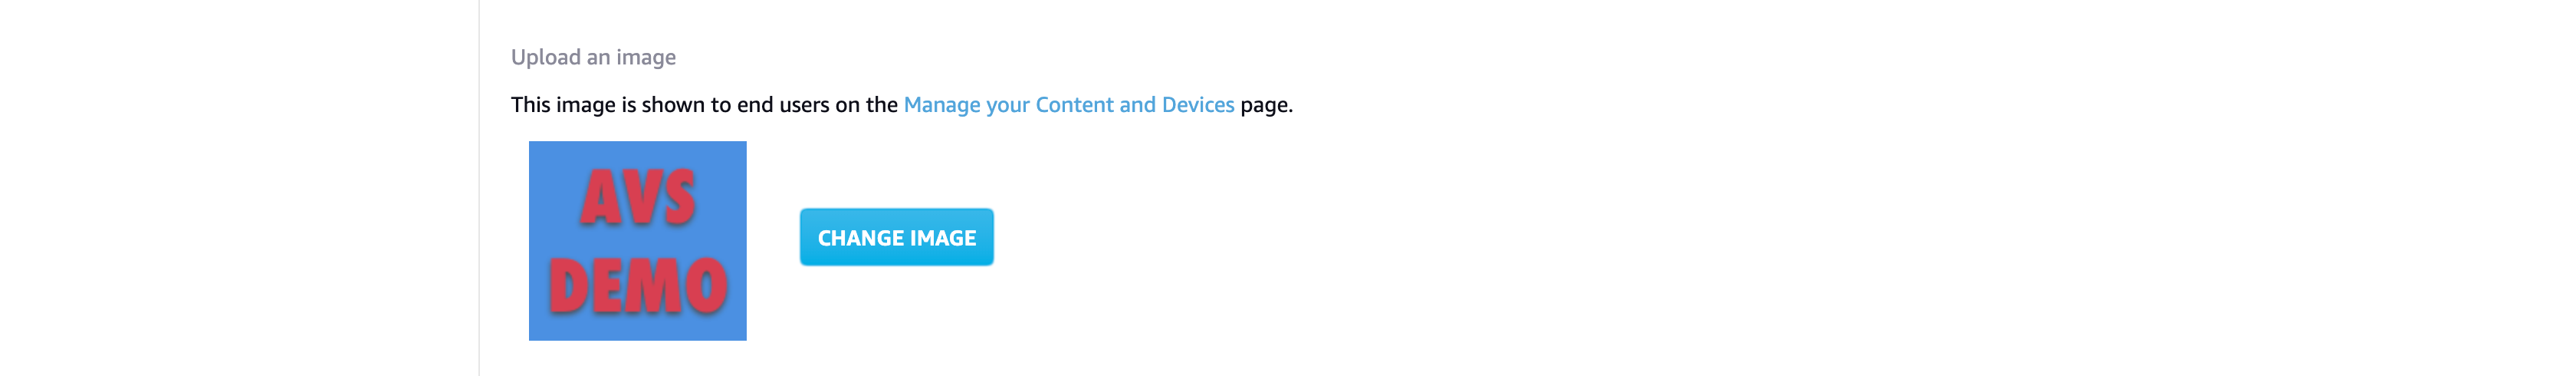 Upload an image
This image is shown to end users on the Manage your Content and Devices page.
AVS
DEMO
CHANGE IMAGE